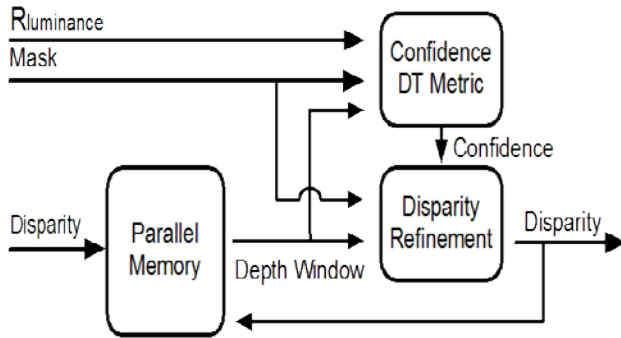 Rluminance
Mask
Confidence
DT Metric
Confidence
Disparity
Parallel
Memory
Depth Window
Disparity
Refinement
Disparity